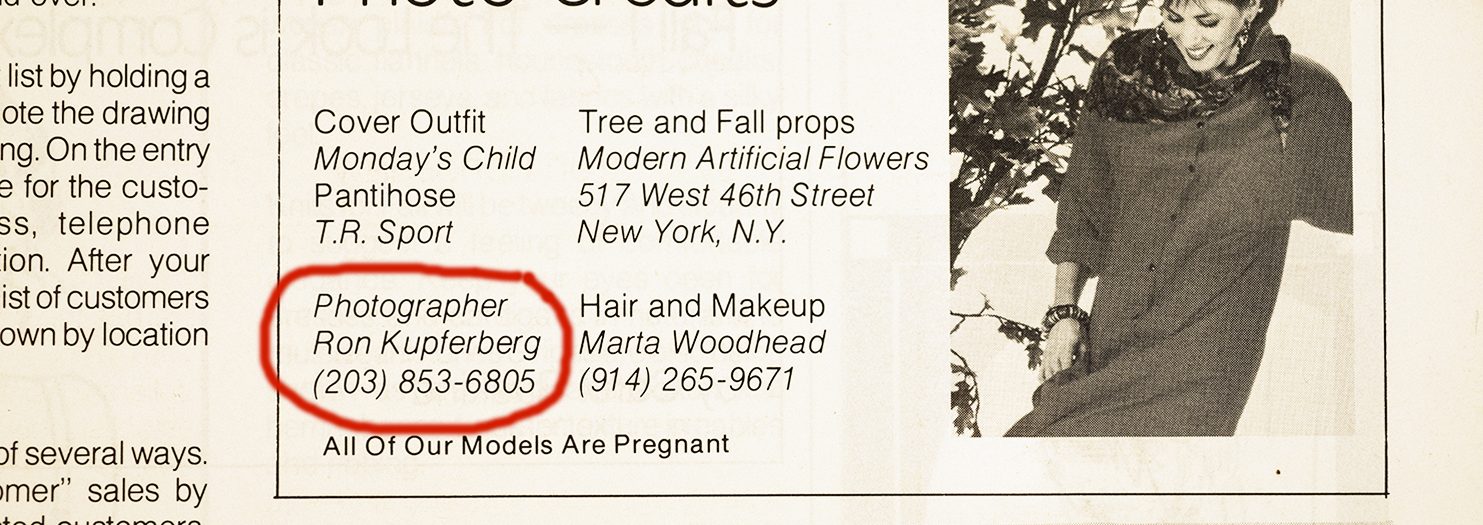 d over.
Photo Credits
list by holding a
ote the drawing
ng. On the entry
e for the custo-
ss, telephone
tion. After your
ist of customers
own by location
of several ways.
omer” sales by
Cover Outfit
Monday's Child
Pantihose
T.R. Sport
Photographer
Ron Kupferberg
(203) 853-6805
Tree and Fall props
Modern Artificial Flowers
517 West 46th Street
New York, N.Y.
Hair and Makeup
Marta Woodhead
(914) 265-9671
All Of Our Models Are Pregnant